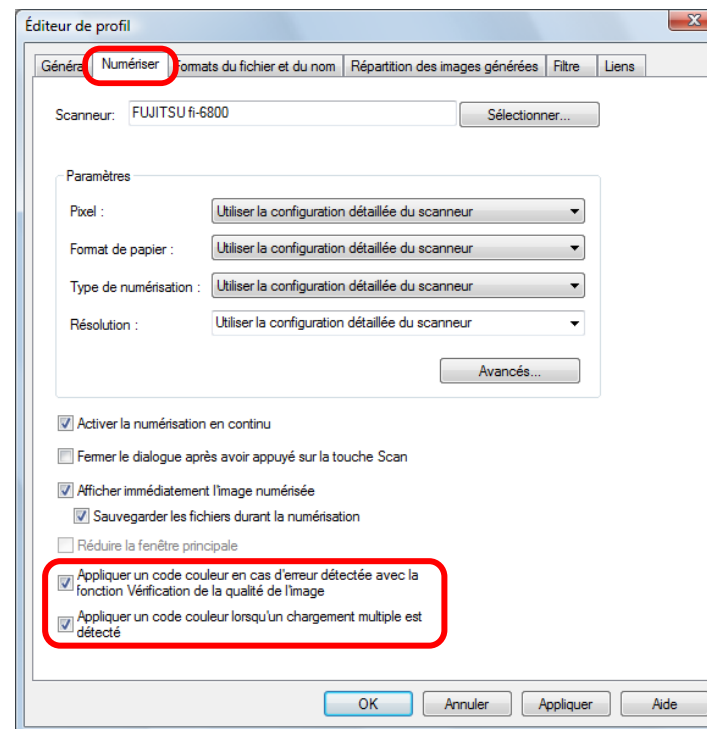 Éditeur de profil
Généra Numériser Formats du fichier et du nom Répartition des images générées Filtre Liens
Scanneur: FUJITSU fi-6800 Sélectionner...
Paramètres
Pixel : Utiliser la configuration détaillée du scanneur
Format de papier : Utiliser la configuration détaillée du scanneur
Type de numérisation : Utiliser la configuration détaillée du scanneur
Résolution : Utiliser la configuration détaillée du scanneur
Avancés...
Activer la numérisation en continu
Fermer le dialogue après avoir appuyé sur la touche Scan
Afficher immédiatement l'image numérisée
Sauvegarder les fichiers durant la numérisation
Réduire la fenêtre principale
Appliquer un code couleur en cas d'erreur détectée avec la
fonction Vérification de la qualité de l'image
Appliquer un code couleur lorsqu'un chargement multiple est
détecté
OK Annuler Appliquer Aide